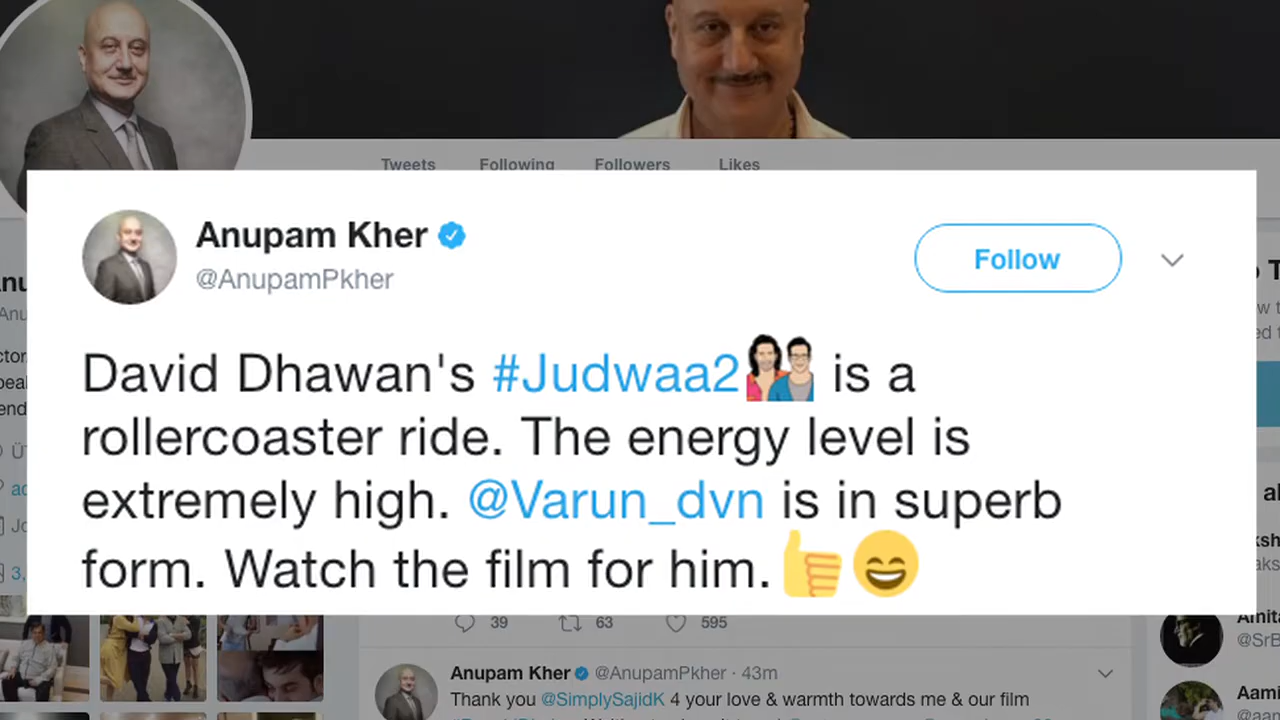 Tweets Following Followers Likes
Anupam Kher
@AnupamPkher
Follow
David Dhawan's #Judwaa2 is a
rollercoaster ride. The energy level is
extremely high. @Varun_dvn is in superb
form. Watch the film for him.
39 63 595
Anupam Kher @AnupamPkher · 43m
Thank you @SimplySajidK 4 your love & warmth towards me & our film